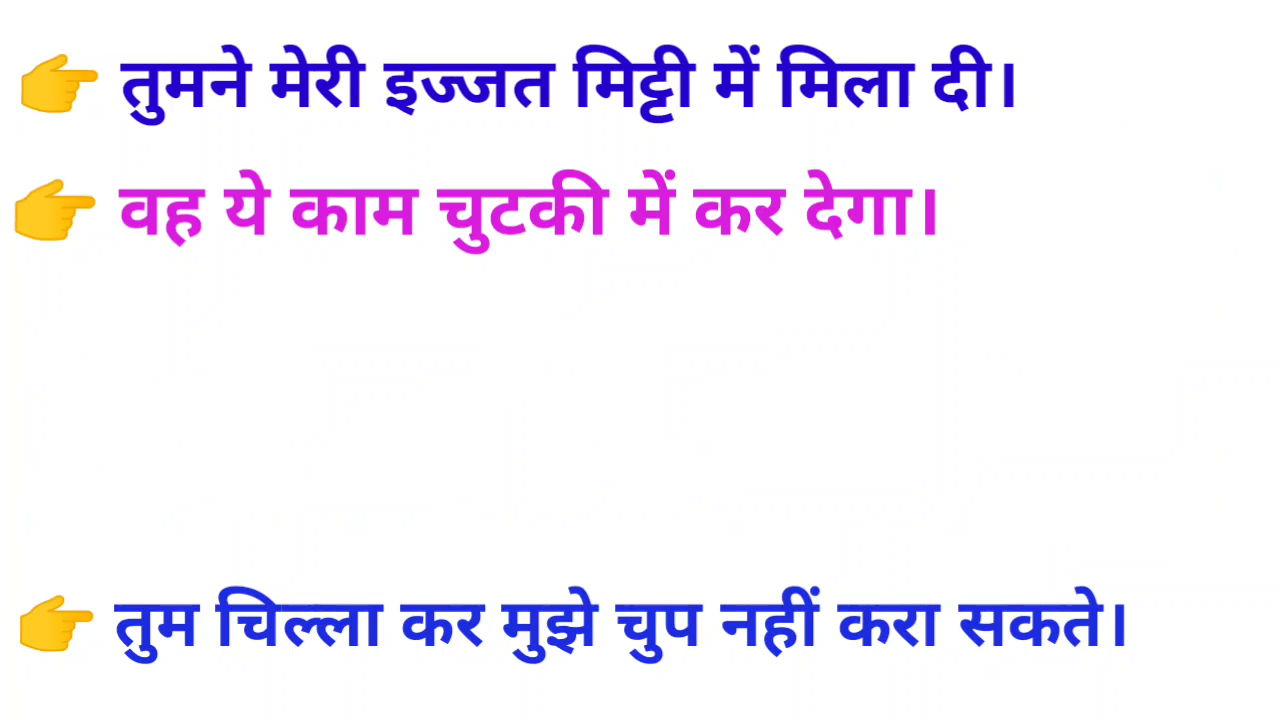 👉 तुमने मेरी इज्जत मिट्टी में मिला दी।
👉 वह ये काम चुटकी में कर देगा।
👉 तुम चिल्ला कर मुझे चुप नहीं करा सकते।